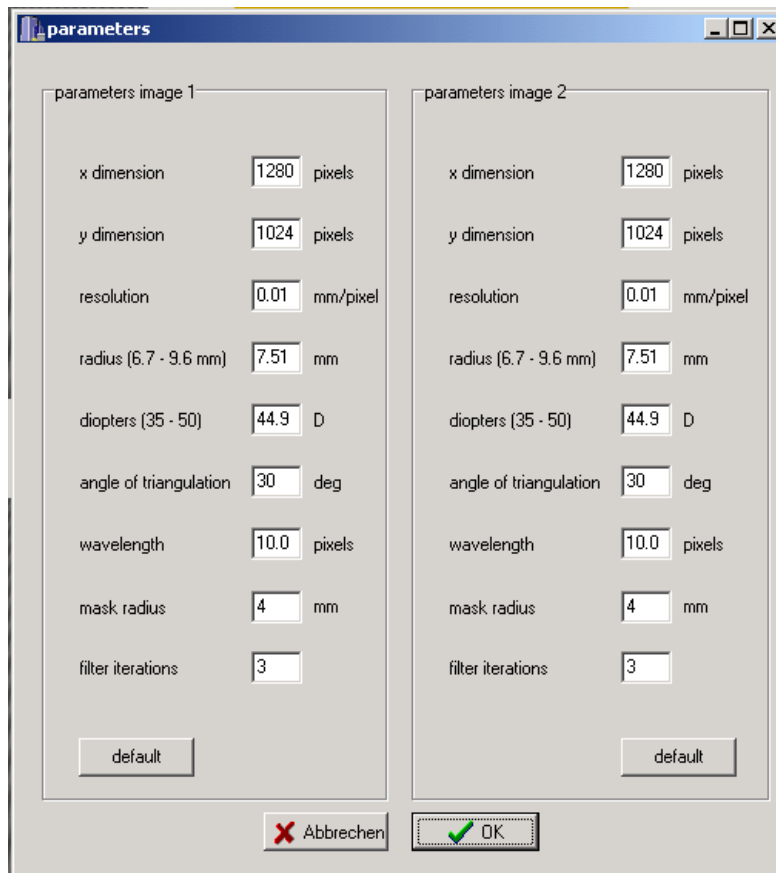 parameters
parameters image 1
x dimension 1280 pixels
y dimension 1024 pixels
resolution 0.01 mm/pixel
radius (6.7 - 9.6 mm) 7.51 mm
diopters (35 - 50) 44.9 D
angle of triangulation 30 deg
wavelength 10.0 pixels
mask radius 4 mm
filter iterations 3
default
parameters image 2
x dimension 1280 pixels
y dimension 1024 pixels
resolution 0.01 mm/pixel
radius (6.7 - 9.6 mm) 7.51 mm
diopters (35 - 50) 44.9 D
angle of triangulation 30 deg
wavelength 10.0 pixels
mask radius 4 mm
filter iterations 3
default
Abbrechen
OK